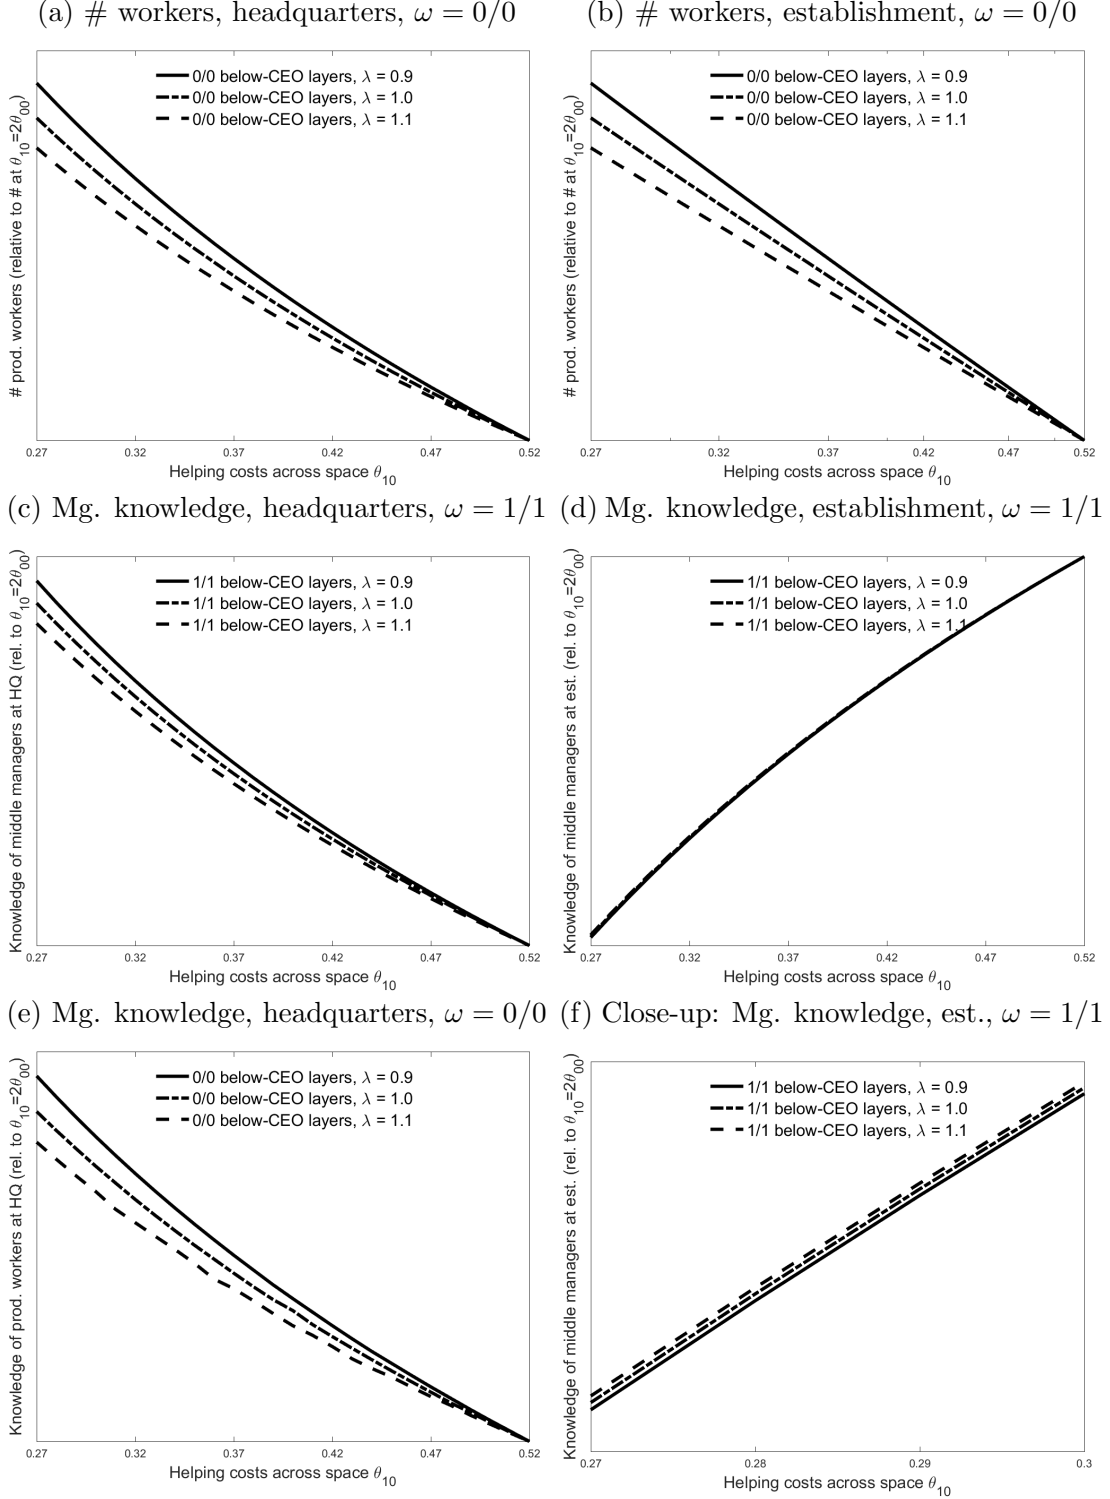 (a) # workers, headquarters, ω = 0/0
# prod. workers (relative to # at θ10=2θ00)
0/0 below-CEO layers, λ = 0.9
0/0 below-CEO layers, λ = 1.0
0/0 below-CEO layers, λ = 1.1
0.27 0.32 0.37 0.42 0.47 0.52
Helping costs across space θ10
(b) # workers, establishment, ω = 0/0
# prod. workers (relative to # at θ10=2θ00)
0/0 below-CEO layers, λ = 0.9
0/0 below-CEO layers, λ = 1.0
0/0 below-CEO layers, λ = 1.1
0.27 0.32 0.37 0.42 0.47 0.52
Helping costs across space θ10
(c) Mg. knowledge, headquarters, ω = 1/1
Knowledge of middle managers at HQ (rel. to θ10=2θ00)
1/1 below-CEO layers, λ = 0.9
1/1 below-CEO layers, λ = 1.0
1/1 below-CEO layers, λ = 1.1
0.27 0.32 0.37 0.42 0.47 0.52
Helping costs across space θ10
(d) Mg. knowledge, establishment, ω = 1/1
Knowledge of middle managers at est. (rel. to θ10=2θ00)
1/1 below-CEO layers, λ = 0.9
1/1 below-CEO layers, λ = 1.0
1/1 below-CEO layers, λ = 1.1
0.27 0.32 0.37 0.42 0.47 0.52
Helping costs across space θ10
(e) Mg. knowledge, headquarters, ω = 0/0
Knowledge of prod. workers at HQ (rel. to θ10=2θ00)
0/0 below-CEO layers, λ = 0.9
0/0 below-CEO layers, λ = 1.0
0/0 below-CEO layers, λ = 1.1
0.27 0.32 0.37 0.42 0.47 0.52
Helping costs across space θ10
(f) Close-up: Mg. knowledge, est., ω = 1/1
Knowledge of middle managers at est. (rel. to θ10=2θ00)
1/1 below-CEO layers, λ = 0.9
1/1 below-CEO layers, λ = 1.0
1/1 below-CEO layers, λ = 1.1
0.27 0.28 0.29 0.3
Helping costs across space θ10